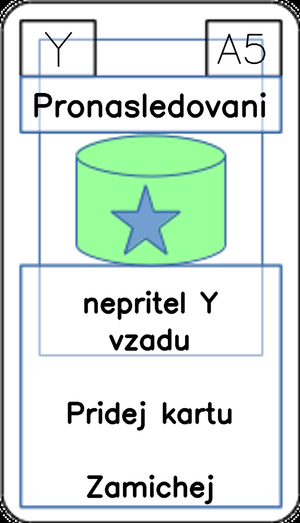 Y A5
Pronasledovani
nepritel Y
vzadu
Pridej kartu
Zamichej